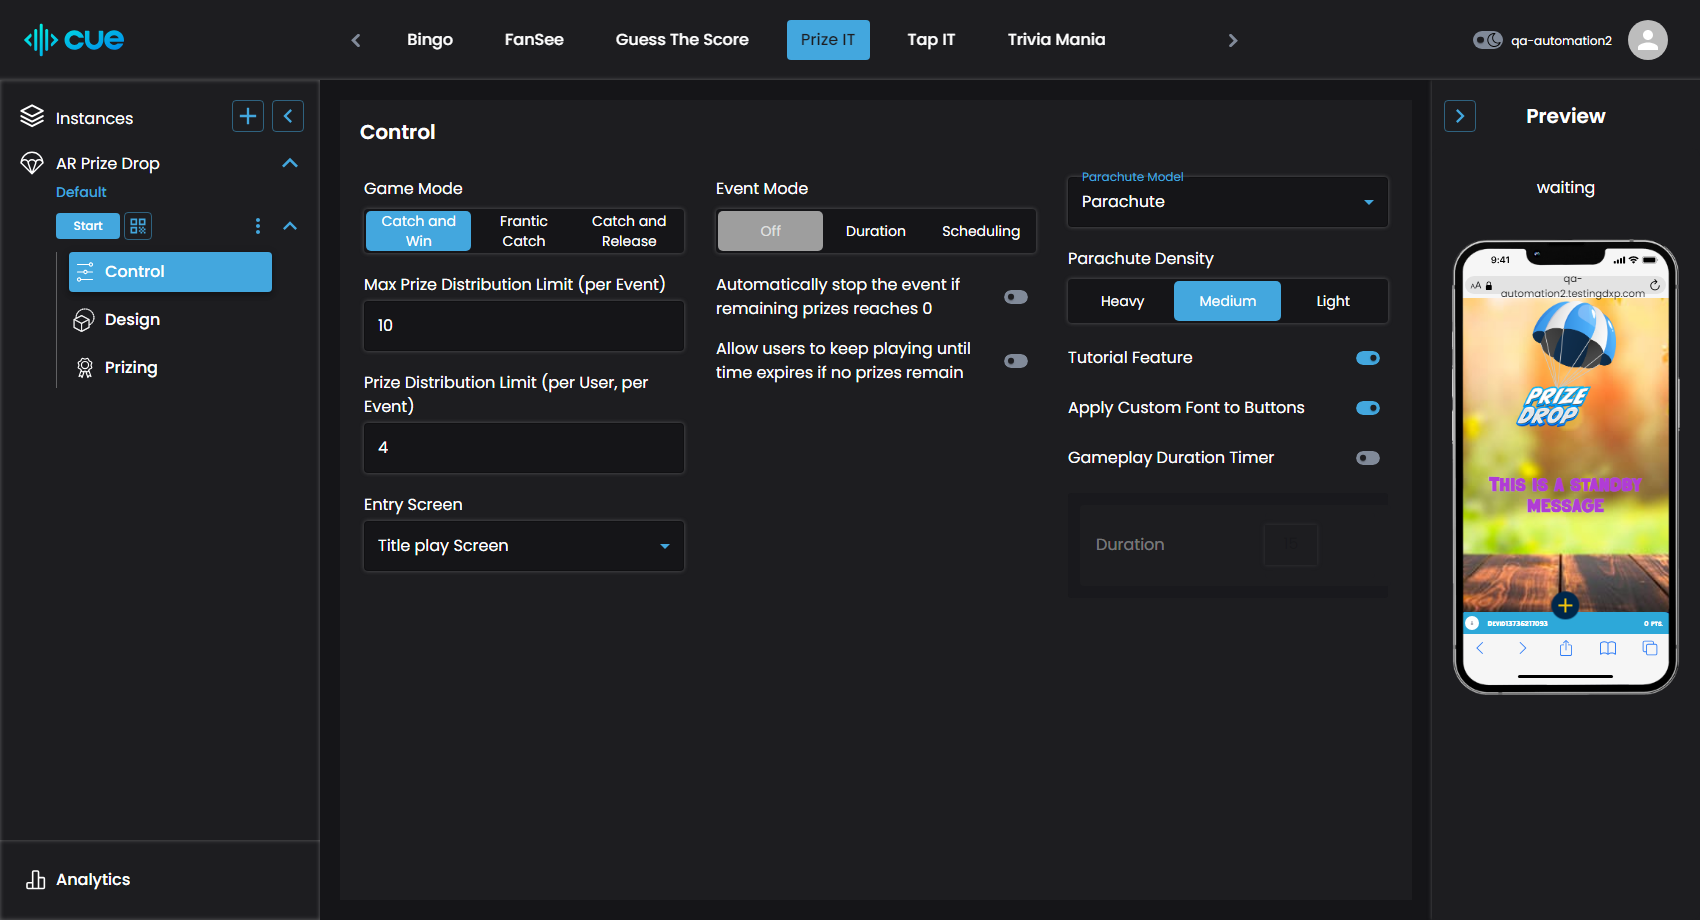 cue
Bingo
FanSee
Guess The Score
Prize IT
Tap IT
Trivia Mania
qa-automation2
Instances
AR Prize Drop
Default
Start
Control
Design
Prizing
Analytics
Control
Game Mode
Catch and
Win
Frantic
Catch
Catch and
Release
Max Prize Distribution Limit (per Event)
10
Prize Distribution Limit (per User, per
Event)
4
Entry Screen
Title play Screen
Event Mode
Off
Duration
Scheduling
Automatically stop the event if
remaining prizes reaches 0
Allow users to keep playing until
time expires if no prizes remain
Parachute Model
Parachute
Parachute Density
Heavy
Medium
Light
Tutorial Feature
Apply Custom Font to Buttons
Gameplay Duration Timer
Duration
Preview
waiting
9:41
AA
qa-
automation2.testingdxp.com
PRIZE
DROP
THIS IS A STANDBY
MESSAGE
DEVID13736217093
0 PTS.